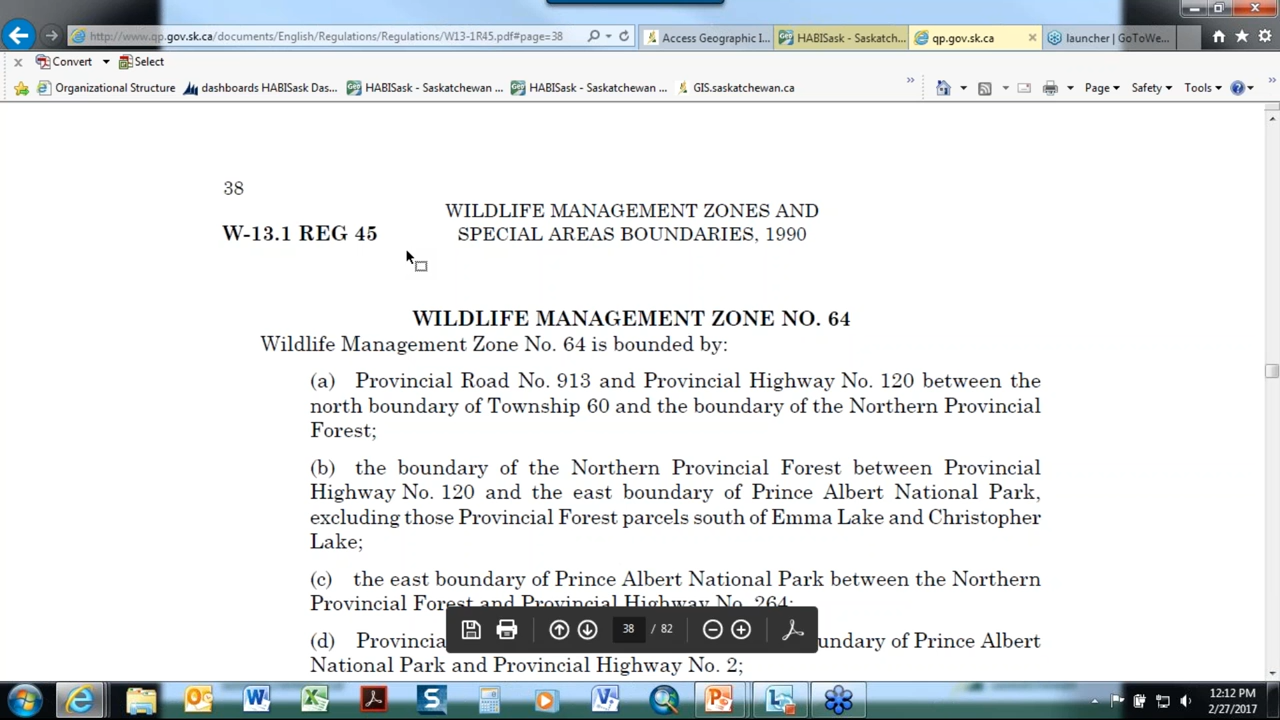 http://www.qp.gov.sk.ca/documents/English/Regulations/Regulations/W13-1R45.pdf#page=38
Access Geographic I...
HABISask - Saskatch...
qp.gov.sk.ca
launcher | GoToWe...
Convert
Select
Organizational Structure
dashboards HABISask Das...
HABISask - Saskatchewan ...
HABISask - Saskatchewan ...
GIS.saskatchewan.ca
Page
Safety
Tools
38
WILDLIFE MANAGEMENT ZONES AND
W-13.1 REG 45
SPECIAL AREAS BOUNDARIES, 1990
WILDLIFE MANAGEMENT ZONE NO. 64
Wildlife Management Zone No. 64 is bounded by:
(a) Provincial Road No. 913 and Provincial Highway No. 120 between the
north boundary of Township 60 and the boundary of the Northern Provincial
Forest;
(b) the boundary of the Northern Provincial Forest between Provincial
Highway No. 120 and the east boundary of Prince Albert National Park,
excluding those Provincial Forest parcels south of Emma Lake and Christopher
Lake;
(c) the east boundary of Prince Albert National Park between the Northern
Provincial Forest and Provincial Highway No. 264;
(d) Provincia
undary of Prince Albert
National Park and Provincial Highway No. 2;
38 / 82
12:12 PM
2/27/2017